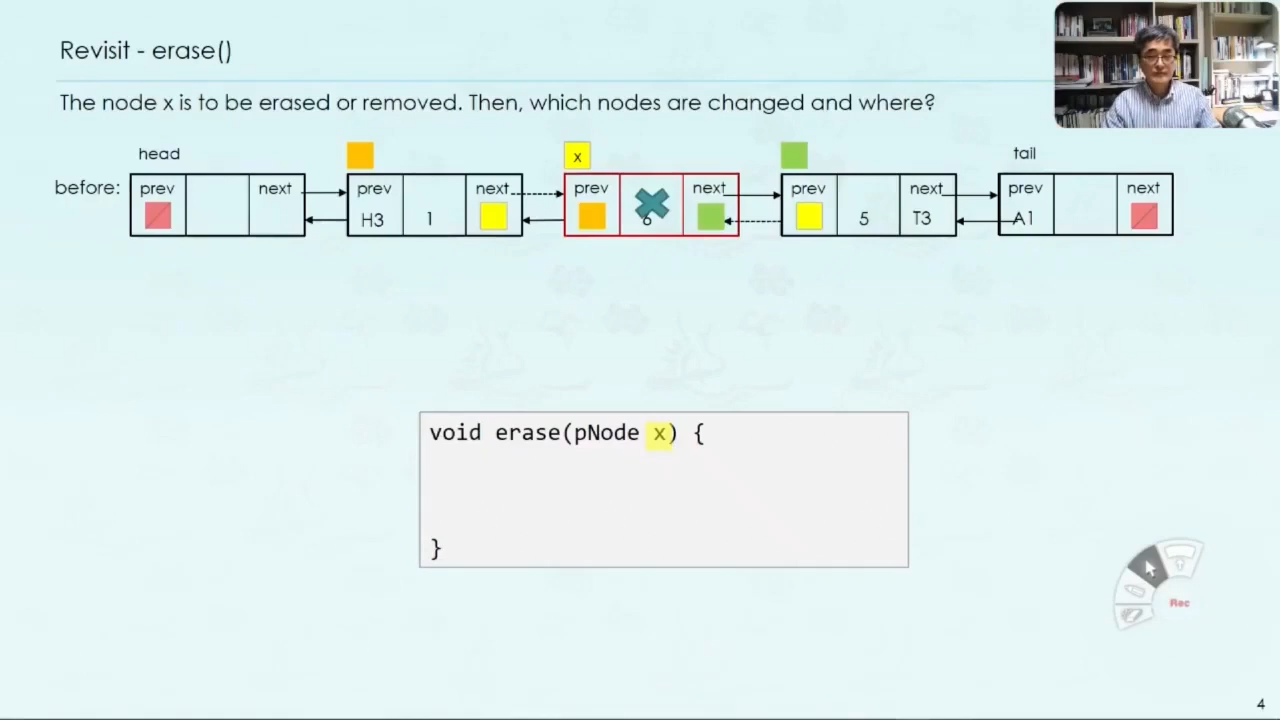 Revisit - erase()
The node x is to be erased or removed. Then, which nodes are changed and where?
head x tail
before: prev next prev next prev next prev next prev next
H3 1 6 5 T3 A1
void erase(pNode x) {
}
Rec
4